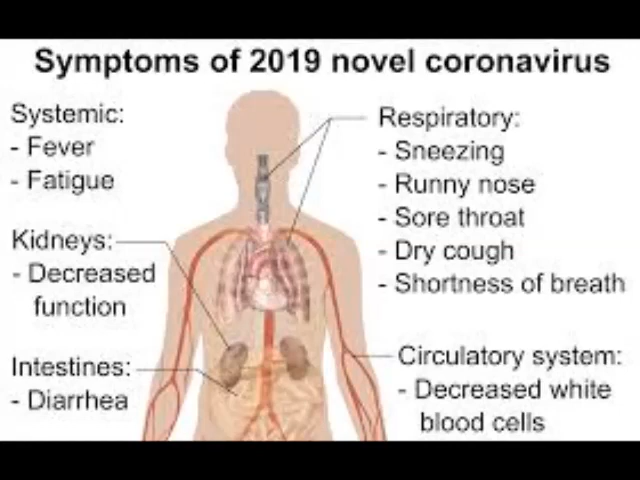 Symptoms of 2019 novel coronavirus
Systemic:
- Fever
- Fatigue
Kidneys:
- Decreased
function
Intestines:
- Diarrhea
Respiratory:
- Sneezing
- Runny nose
- Sore throat
- Dry cough
- Shortness of breath
Circulatory system:
- Decreased white
blood cells